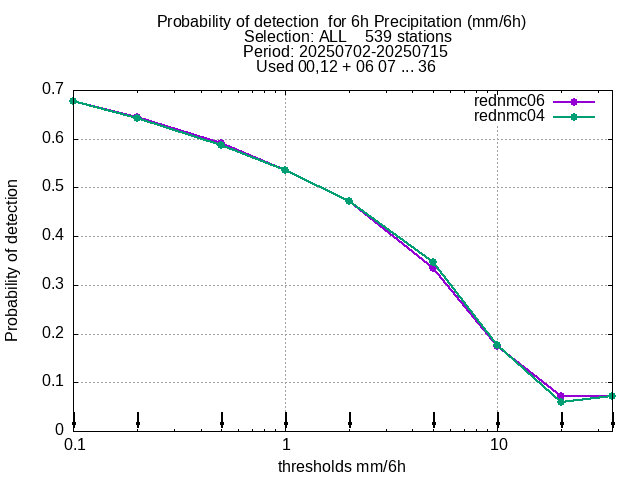 Probability of detection  for 6h Precipitation (mm/6h)
Selection: ALL    539 stations
Period: 20250702-20250715
Used 00,12 + 06 07 ... 36
rednmc06
rednmc04
0.7
0.6
0.5
0.4
0.3
0.2
0.1
0
Probability of detection
0.1
1
10
thresholds mm/6h